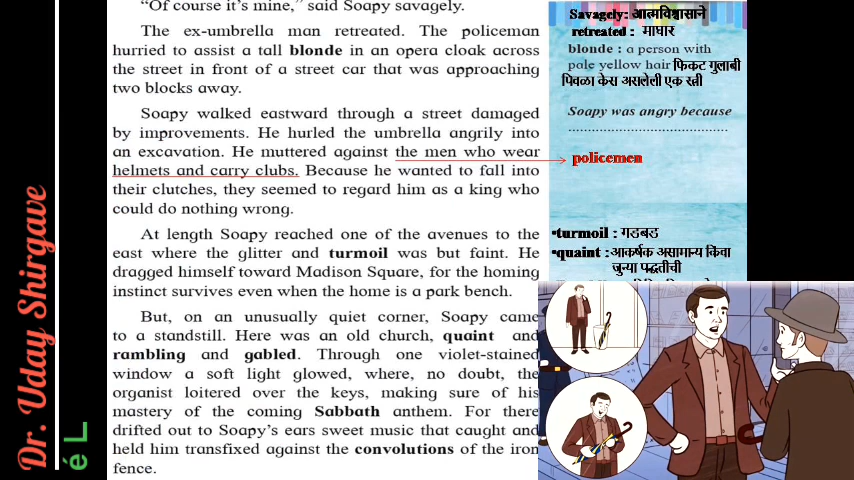 “Of course it’s mine,” said Soapy savagely.
The ex-umbrella man retreated. The policeman
hurried to assist a tall blonde in an opera cloak across
the street in front of a street car that was approaching
two blocks away.
Soapy walked eastward through a street damaged
by improvements. He hurled the umbrella angrily into
an excavation. He muttered against the men who wear
helmets and carry clubs. Because he wanted to fall into
their clutches, they seemed to regard him as a king who
could do nothing wrong.
At length Soapy reached one of the avenues to the
east where the glitter and turmoil was but faint. He
dragged himself toward Madison Square, for the homing
instinct survives even when the home is a park bench.
But, on an unusually quiet corner, Soapy came
to a standstill. Here was an old church, quaint and
rambling and gabled. Through one violet-stained
window a soft light glowed, where, no doubt, the
organist loitered over the keys, making sure of his
mastery of the coming Sabbath anthem. For there
drifted out to Soapy’s ears sweet music that caught and
held him transfixed against the convolutions of the iron
fence.
Savagely: आत्मविश्वासाने
retreated : माघार
blonde : a person with
pale yellow hair फिकट गुलाबी
पिवळा केस असलेली एक स्त्री
Soapy was angry because
........................................
policemen
•turmoil : गडबड
•quaint : आकर्षक असामान्य किंवा
जुन्या पद्धतीची
Dr. Uday Shirgave
é L